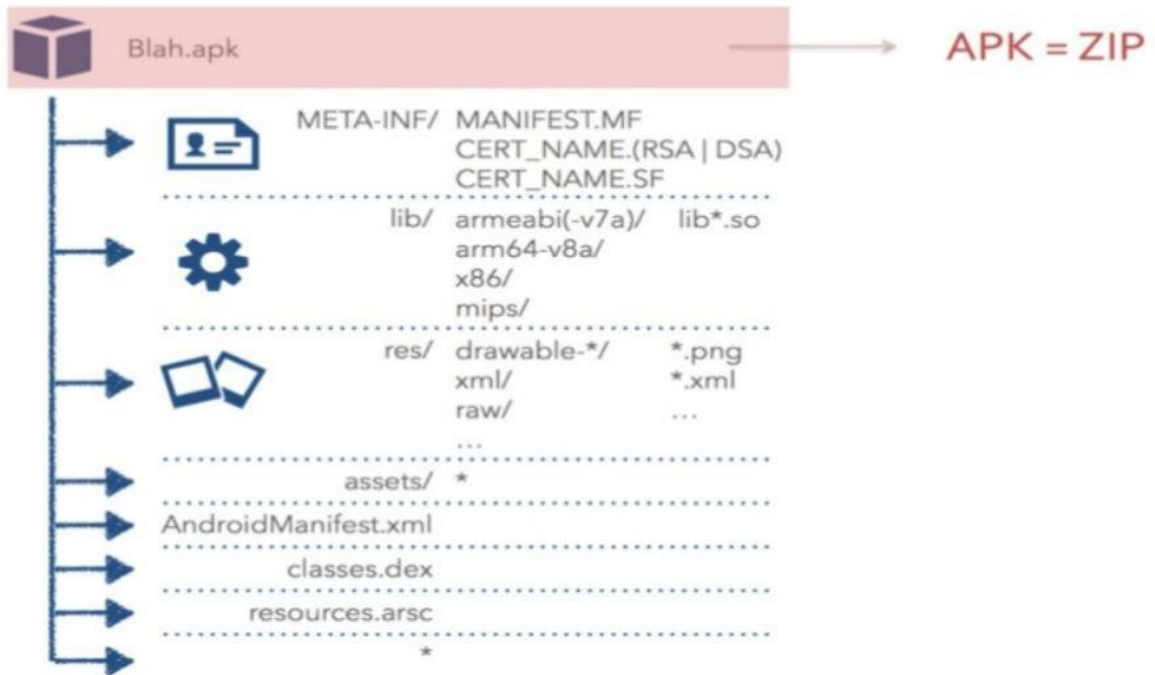 Blah.apk
APK = ZIP
META-INF/ MANIFEST.MF
CERT_NAME.(RSA | DSA)
CERT_NAME.SF
lib/ armeabi(-v7a)/ lib*.so
arm64-v8a/
x86/
mips/
res/ drawable-*/ *.png
xml/ *.xml
raw/ ...
...
assets/ *
AndroidManifest.xml
classes.dex
resources.arsc
*